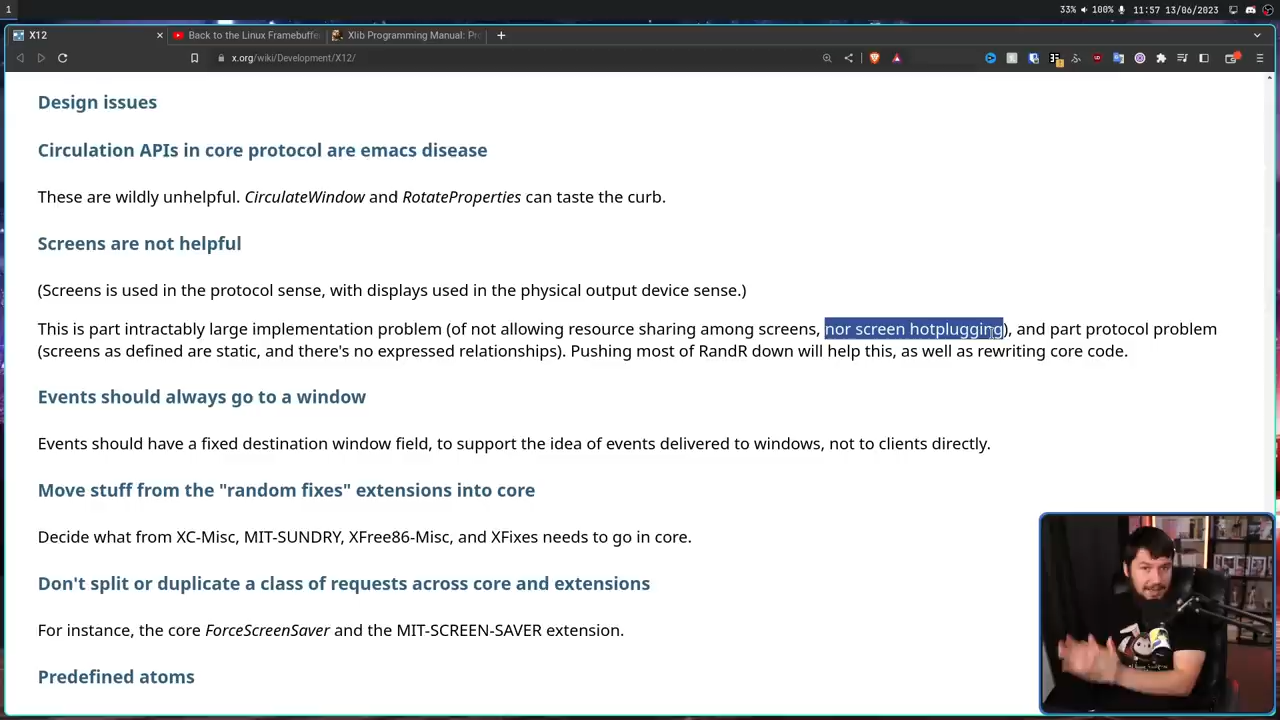 1
33%
100%
11:57 13/06/2023
X12
Back to the Linux Framebuffe
Xlib Programming Manual: Pr
x.org/wiki/Development/X12/
Design issues
Circulation APIs in core protocol are emacs disease
These are wildly unhelpful. CirculateWindow and RotateProperties can taste the curb.
Screens are not helpful
(Screens is used in the protocol sense, with displays used in the physical output device sense.)
This is part intractably large implementation problem (of not allowing resource sharing among screens, nor screen hotplugging), and part protocol problem
(screens as defined are static, and there's no expressed relationships). Pushing most of RandR down will help this, as well as rewriting core code.
Events should always go to a window
Events should have a fixed destination window field, to support the idea of events delivered to windows, not to clients directly.
Move stuff from the "random fixes" extensions into core
Decide what from XC-Misc, MIT-SUNDRY, XFree86-Misc, and XFixes needs to go in core.
Don't split or duplicate a class of requests across core and extensions
For instance, the core ForceScreenSaver and the MIT-SCREEN-SAVER extension.
Predefined atoms